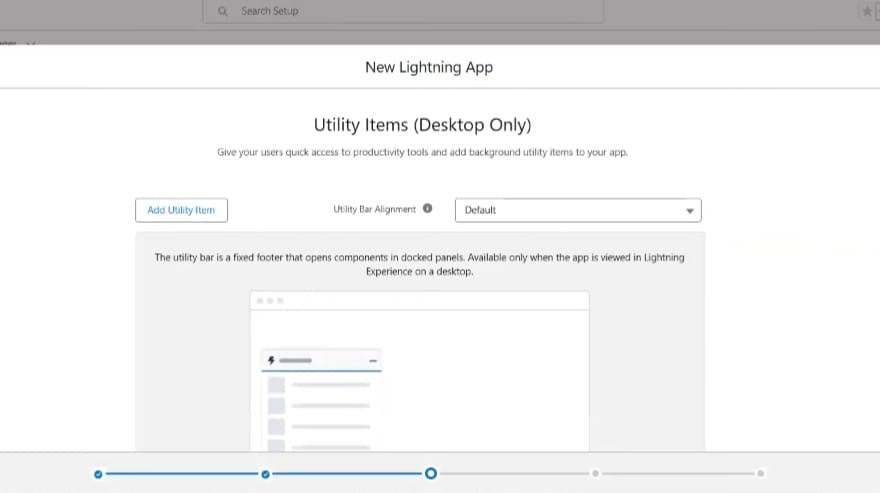 Search Setup
New Lightning App
Utility Items (Desktop Only)
Give your users quick access to productivity tools and add background utility items to your app.
Add Utility Item
Utility Bar Alignment
Default
The utility bar is a fixed footer that opens components in docked panels. Available only when the app is viewed in Lightning
Experience on a desktop.